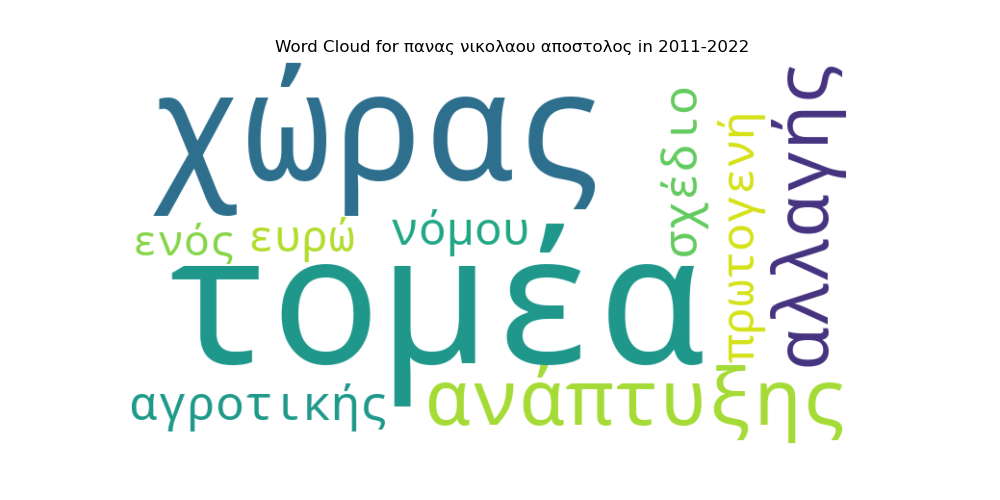 Word Cloud for πανας νικολαου αποστολος in 2011-2022
χώρας
σχέδιο
πρωτογενή
αλλαγής
ενός
ευρώ
νόμου
τομέα
αγροτικής
ανάπτυξης